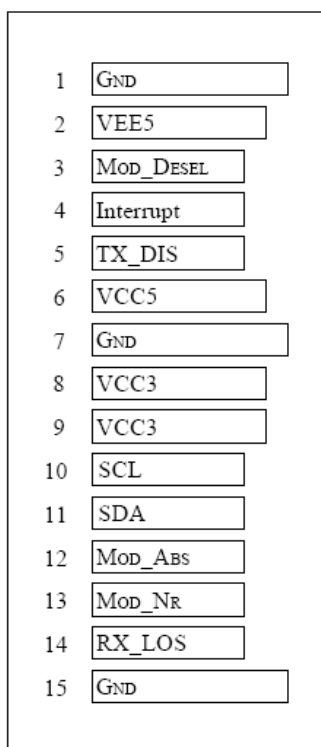 1 GND
2 VEE5
3 MOD_DESEL
4 Interrupt
5 TX_DIS
6 VCC5
7 GND
8 VCC3
9 VCC3
10 SCL
11 SDA
12 MOD_ABS
13 MOD_NR
14 RX_LOS
15 GND